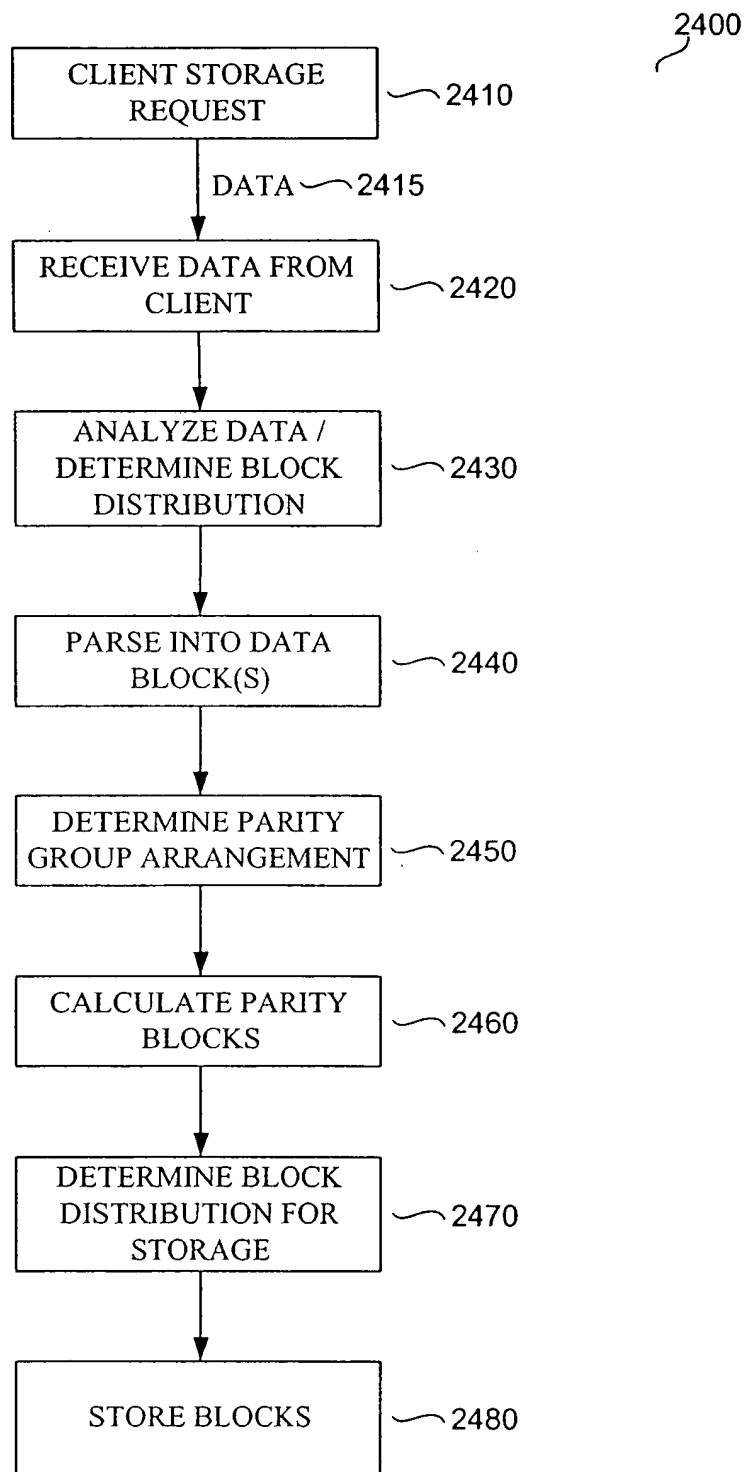 2400
CLIENT STORAGE
REQUEST
2410
DATA 2415
RECEIVE DATA FROM
CLIENT
2420
ANALYZE DATA /
DETERMINE BLOCK
DISTRIBUTION
2430
PARSE INTO DATA
BLOCK(S)
2440
DETERMINE PARITY
GROUP ARRANGEMENT
2450
CALCULATE PARITY
BLOCKS
2460
DETERMINE BLOCK
DISTRIBUTION FOR
STORAGE
2470
STORE BLOCKS
2480